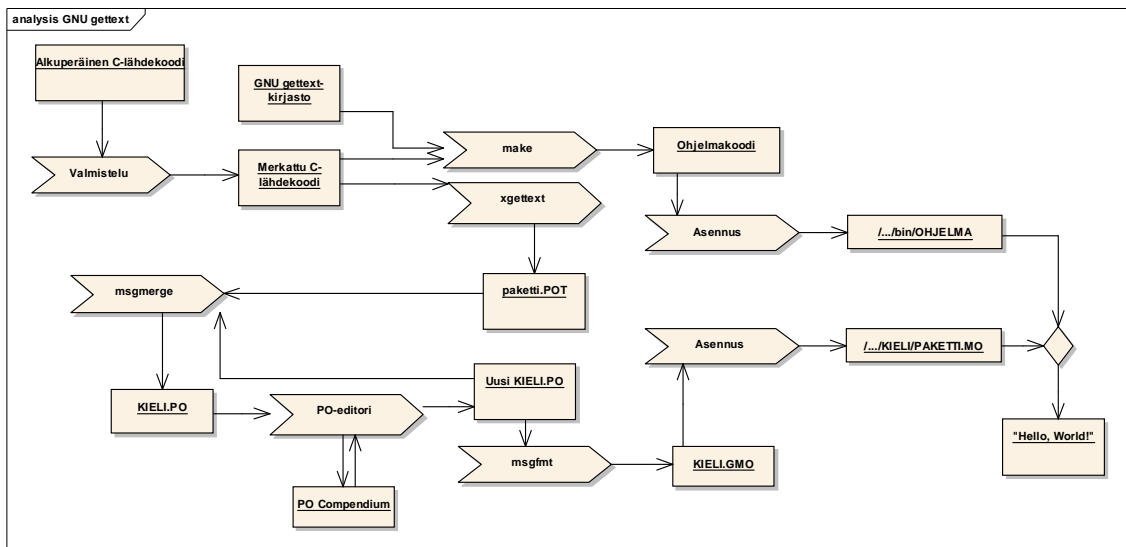 analysis GNU gettext
Alkuperäinen C-lähdekoodi
GNU gettext-
kirjasto
make
Ohjelmakoodi
Valmistelu
Merkattu C-
lähdekoodi
xgettext
Asennus
/.../bin/OHJELMA
msgmerge
paketti.POT
Asennus
/.../KIELI/PAKETTI.MO
KIELI.PO
PO-editori
Uusi KIELI.PO
"Hello, World!"
msgfmt
KIELI.GMO
PO Compendium